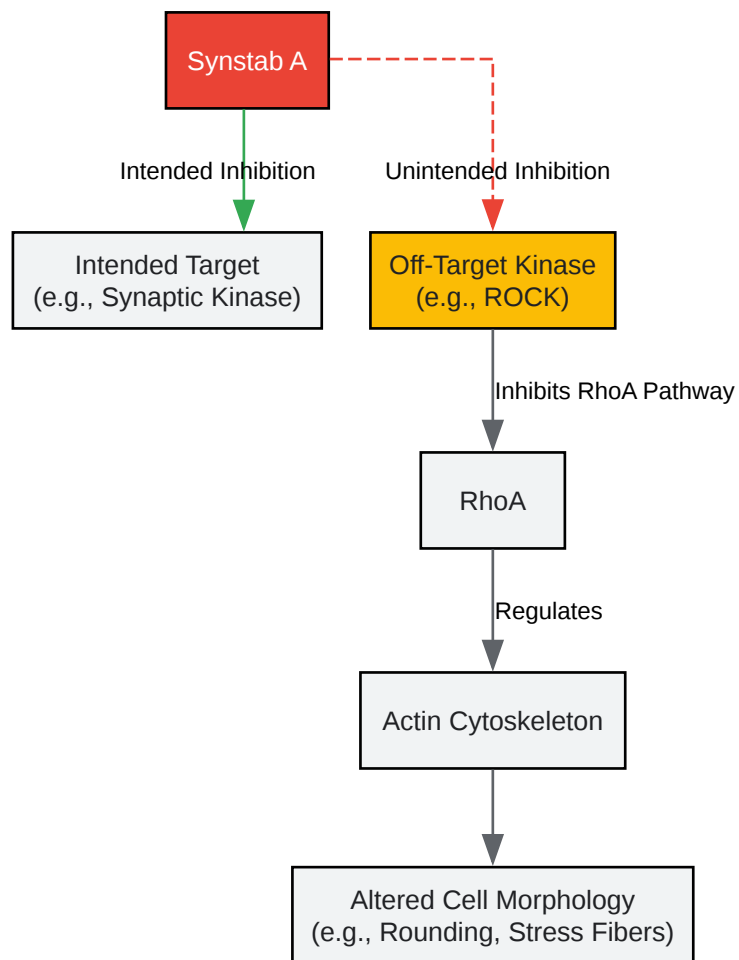 Synstab A
Intended Inhibition
Unintended Inhibition
Intended Target
(e.g., Synaptic Kinase)
Off-Target Kinase
(e.g., ROCK)
Inhibits RhoA Pathway
RhoA
Regulates
Actin Cytoskeleton
Altered Cell Morphology
(e.g., Rounding, Stress Fibers)